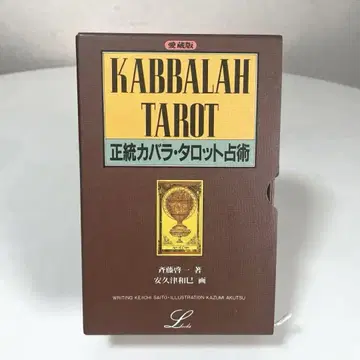 愛蔵版
KABBALAH
TAROT
正統カバラ・タロット占術
斉藤啓一 著
安久津和巳 画
WRITING KEIICHI SAITO・ILLUSTRATION KAZUMI AKUTSU